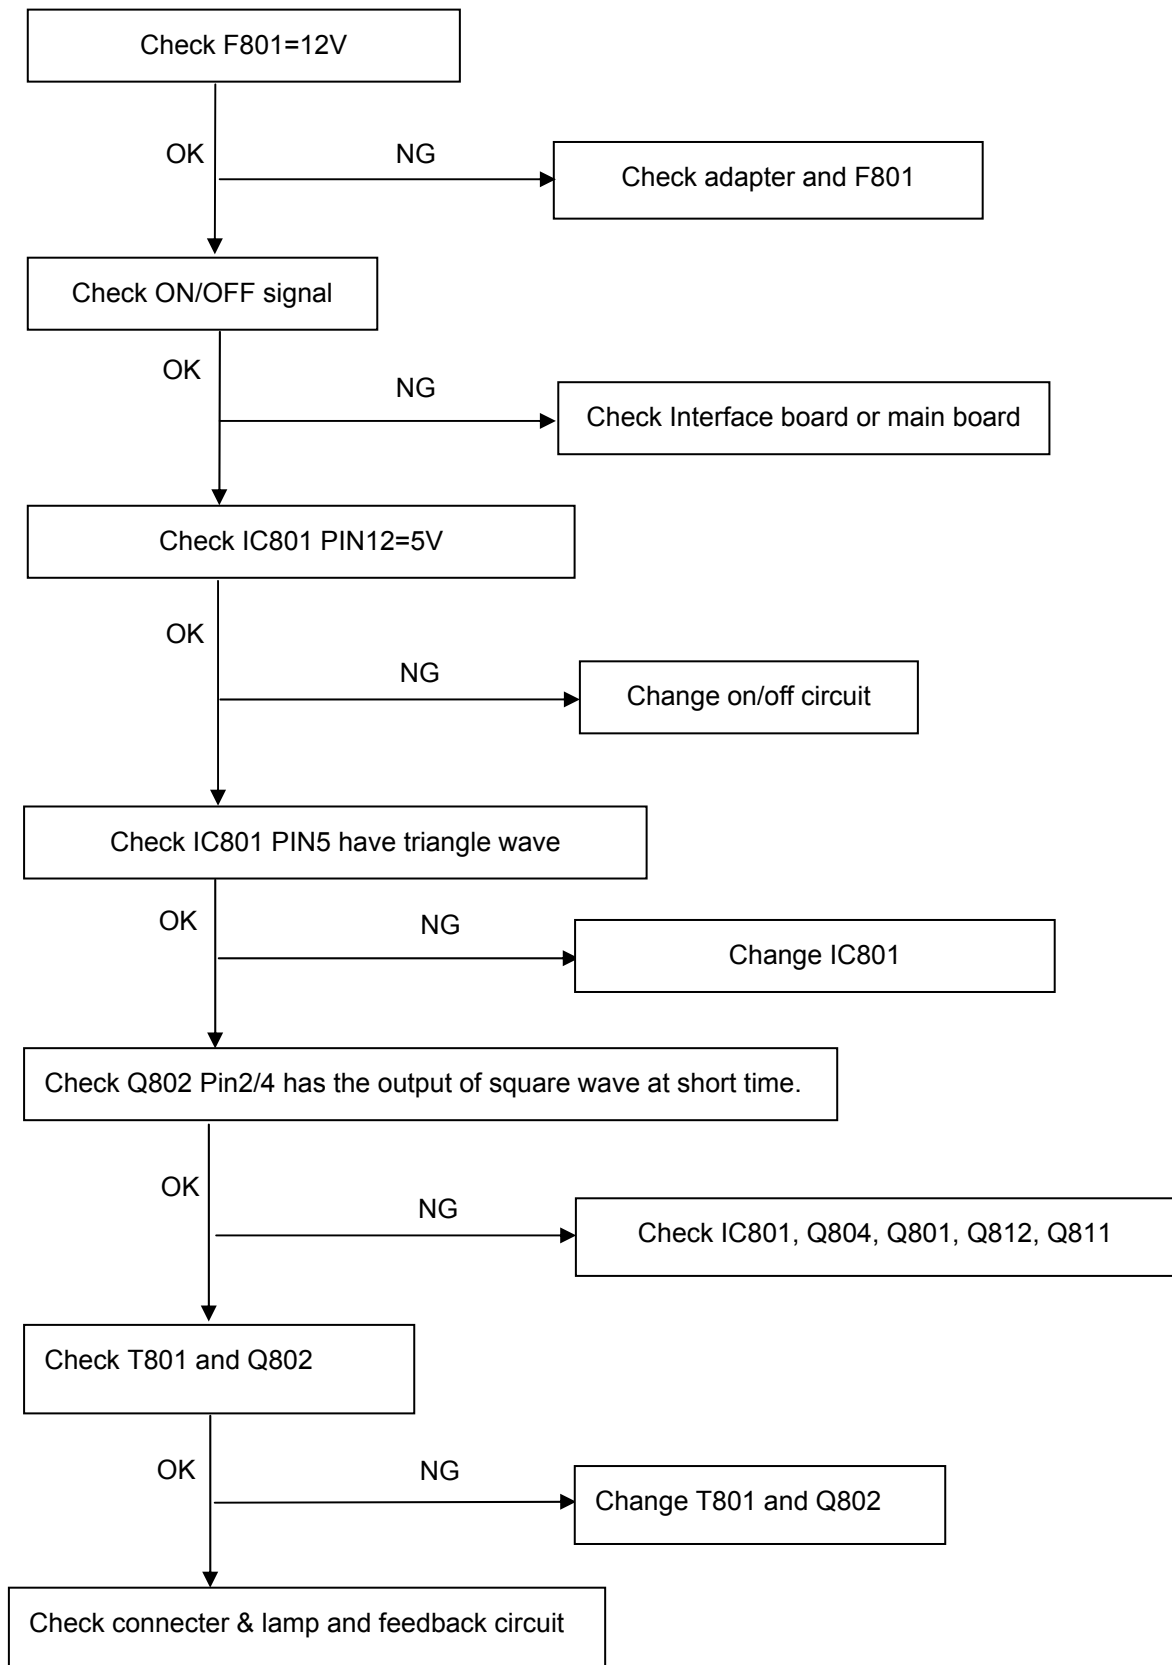 Check F801=12V
OK
NG
Check adapter and F801
Check ON/OFF signal
OK
NG
Check Interface board or main board
Check IC801 PIN12=5V
OK
NG
Change on/off circuit
Check IC801 PIN5 have triangle wave
OK
NG
Change IC801
Check Q802 Pin2/4 has the output of square wave at short time.
OK
NG
Check IC801, Q804, Q801, Q812, Q811
Check T801 and Q802
OK
NG
Change T801 and Q802
Check connecter & lamp and feedback circuit